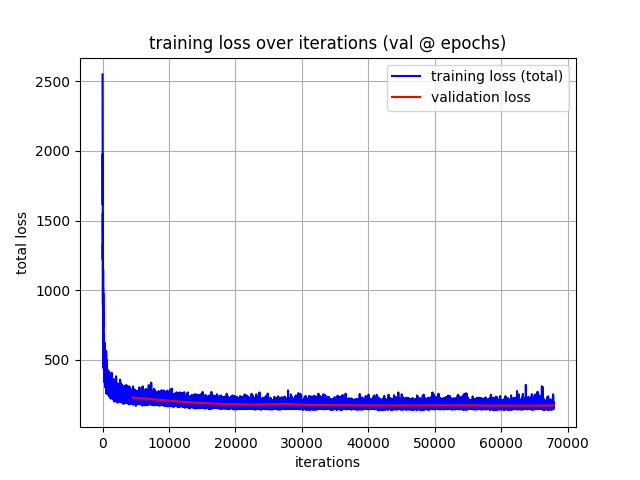 training loss over iterations (val @ epochs)
training loss (total)
validation loss
total loss
2500
2000
1500
1000
500
0
10000
20000
30000
40000
50000
60000
70000
iterations